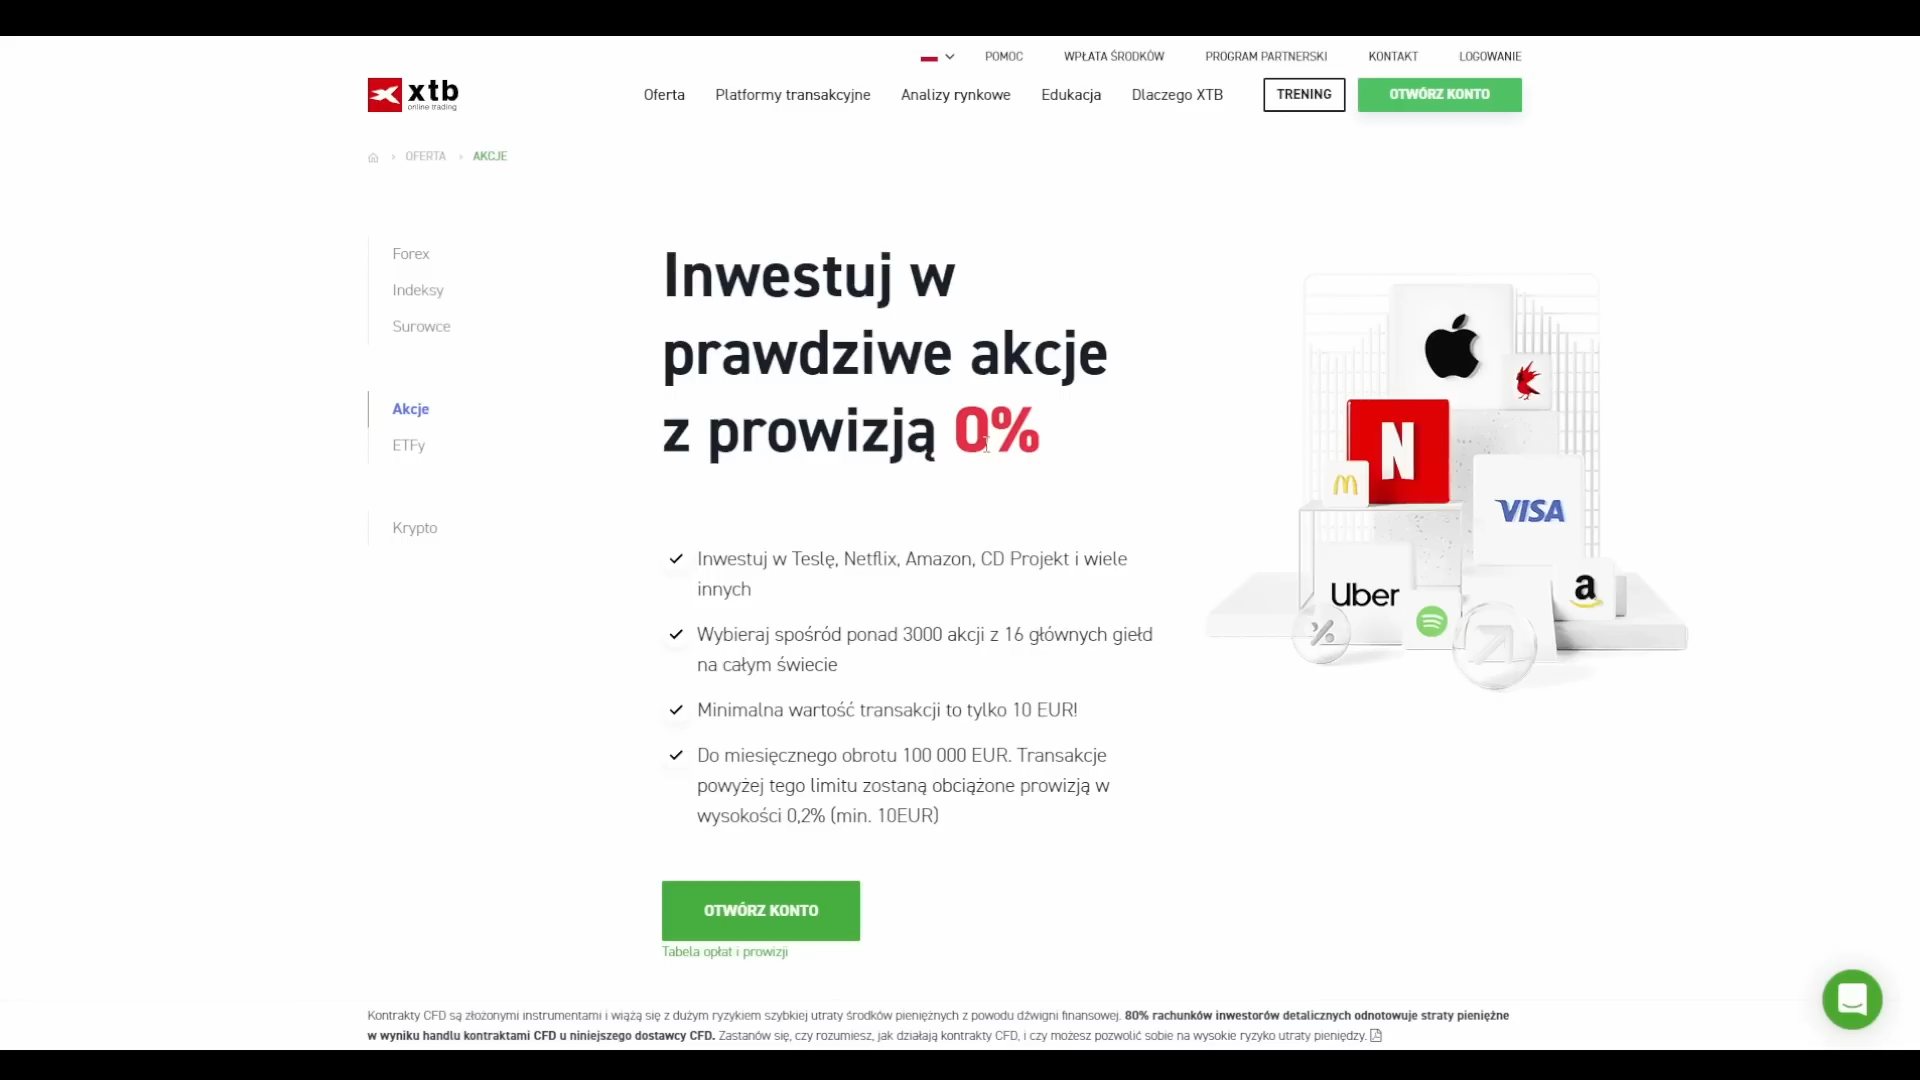 POMOC WPŁATA ŚRODKÓW PROGRAM PARTNERSKI KONTAKT LOGOWANIE
xtb
online trading
Oferta Platformy transakcyjne Analizy rynkowe Edukacja Dlaczego XTB TRENING OTWÓRZ KONTO
OFERTA AKCJE
Forex
Indeksy
Surowce
Akcje
ETFy
Krypto
Inwestuj w
prawdziwe akcje
z prowizją 0%
Inwestuj w Teslę, Netflix, Amazon, CD Projekt i wiele
innych
Wybieraj spośród ponad 3000 akcji z 16 głównych giełd
na całym świecie
Minimalna wartość transakcji to tylko 10 EUR!
Do miesięcznego obrotu 100 000 EUR. Transakcje
powyżej tego limitu zostaną obciążone prowizją w
wysokości 0,2% (min. 10EUR)
OTWÓRZ KONTO
Tabela opłat i prowizji
N
VISA
Uber
a
%
Kontrakty CFD są złożonymi instrumentami i wiążą się z dużym ryzykiem szybkiej utraty środków pieniężnych z powodu dźwigni finansowej. 80% rachunków inwestorów detalicznych odnotowuje straty pieniężne
w wyniku handlu kontraktami CFD u niniejszego dostawcy CFD. Zastanów się, czy rozumiesz, jak działają kontrakty CFD, i czy możesz pozwolić sobie na wysokie ryzyko utraty pieniędzy.